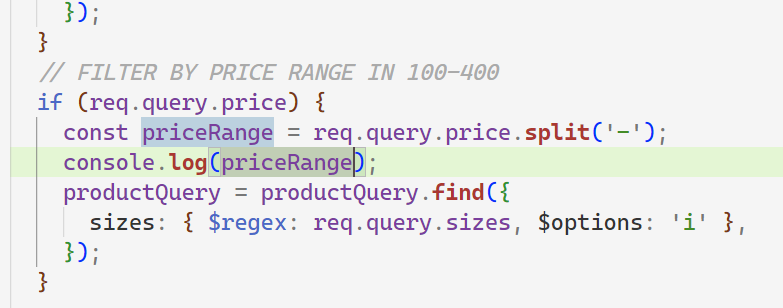 });
}
// FILTER BY PRICE RANGE IN 100-400
if (req.query.price) {
const priceRange = req.query.price.split('-');
console.log(priceRange);
productQuery = productQuery.find({
sizes: { $regex: req.query.sizes, $options: 'i' },
});
}